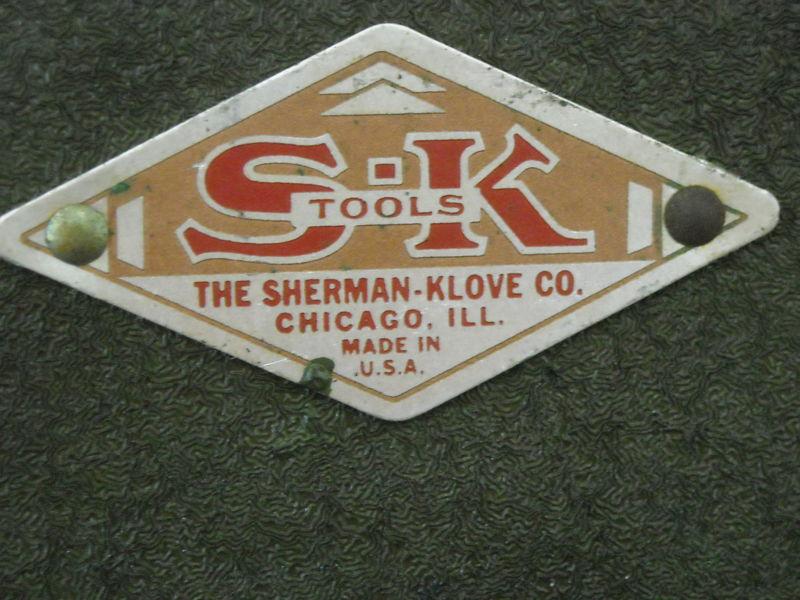 S·K
TOOLS
THE SHERMAN-KLOVE CO.
CHICAGO, ILL.
MADE IN
U.S.A.